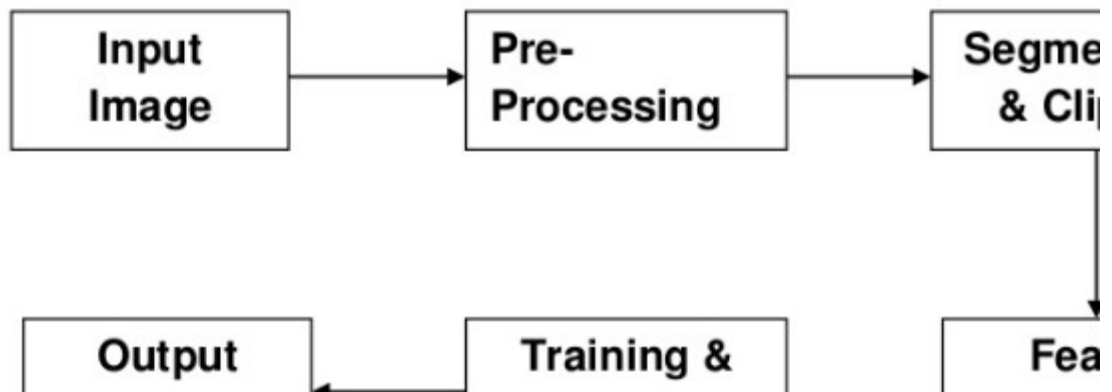 Input
Image
Pre-
Processing
&
Output
Training &